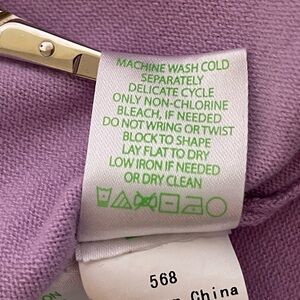 MACHINE WASH COLD
SEPARATELY
DELICATE CYCLE
ONLY NON-CHLORINE
BLEACH, IF NEEDED
DO NOT WRING OR TWIST
BLOCK TO SHAPE
LAY FLAT TO DRY
LOW IRON IF NEEDED
OR DRY CLEAN
568
China